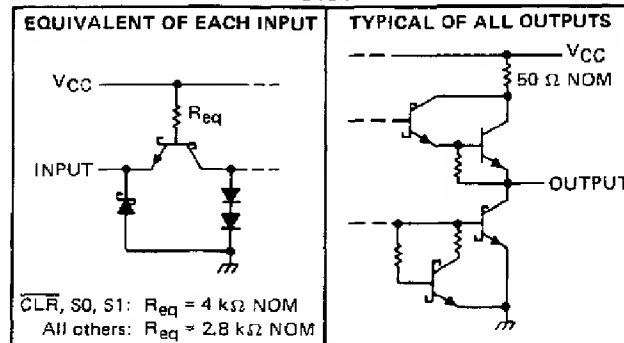 EQUIVALENT OF EACH INPUT
VCC
Req
INPUT
CLR, S0, S1: Req = 4 kΩ NOM
All others: Req = 2.8 kΩ NOM
TYPICAL OF ALL OUTPUTS
VCC
50 Ω NOM
OUTPUT